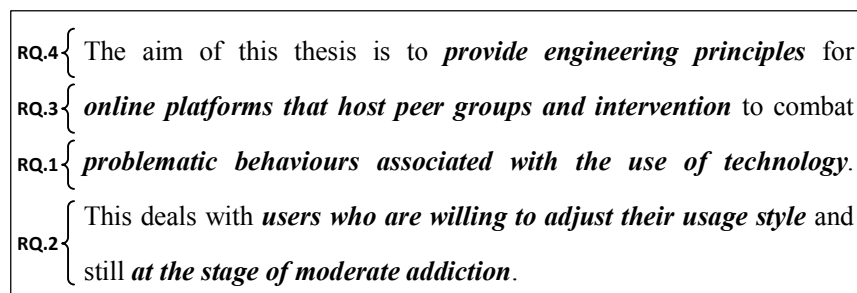 RQ.4 The aim of this thesis is to provide engineering principles for
RQ.3 online platforms that host peer groups and intervention to combat
RQ.1 problematic behaviours associated with the use of technology.
This deals with users who are willing to adjust their usage style and
RQ.2
still at the stage of moderate addiction.